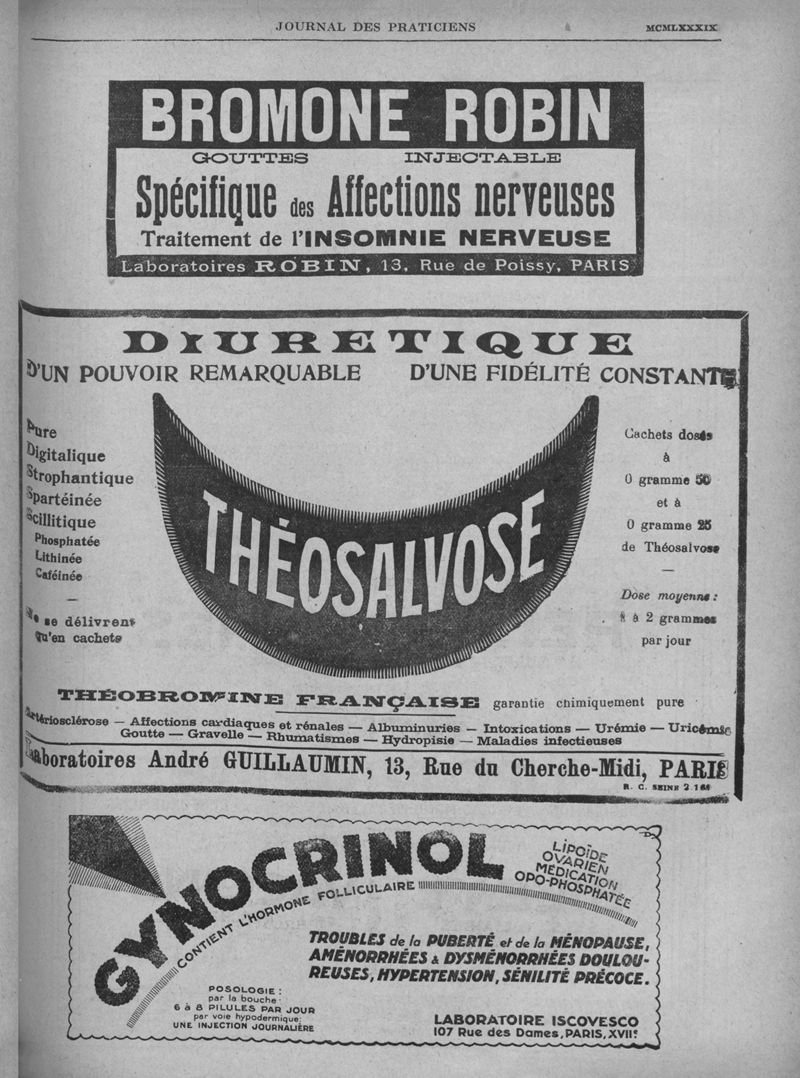 JOURNAL DES PRATICIENS
MCMLXXXIX
BROMONE ROBIN
GOUTTES INJECTABLE
Spécifique des Affections nerveuses
Traitement de l'INSOMNIE NERVEUSE
Laboratoires ROBIN, 13, Rue de Poissy, PARIS
DIURETIQUE
D'UN POUVOIR REMARQUABLE D'UNE FIDÉLITÉ CONSTANTE
Pure
Digitalique
Strophantique
Spartéinée
Scillitique
Phosphatée
Lithinée
Caféinée
—
Ne se délivrent
qu'en cachets
THÉOSALVOSE
Cachets dosés
à
0 gramme 50
et à
0 gramme 25
de Théosalvose
—
Dose moyenne :
à 2 grammes
par jour
THÉOBROMINE FRANÇAISE garantie chimiquement pure
Artériosclérose — Affections cardiaques et rénales — Albuminuries — Intoxications — Urémie — Uricémie
Goutte — Gravelle — Rhumatismes — Hydropisie — Maladies infectieuses
Laboratoires André GUILLAUMIN, 13, Rue du Cherche-Midi, PARIS
R. C. SEINE
GYNOCRINOL
CONTIENT L'HORMONE FOLLICULAIRE
LIPOÏDE
OVARIEN
MÉDICATION
OPO-PHOSPHATÉE
TROUBLES de la PUBERTÉ et de la MÉNOPAUSE,
AMÉNORRHÉES & DYSMÉNORRHÉES DOULOU-
REUSES, HYPERTENSION, SÉNILITÉ PRÉCOCE.
POSOLOGIE :
par la bouche :
6 à 8 PILULES PAR JOUR
par voie hypodermique:
UNE INJECTION JOURNALIÈRE
LABORATOIRE ISCOVESCO
107 Rue des Dames, PARIS, XVIIe